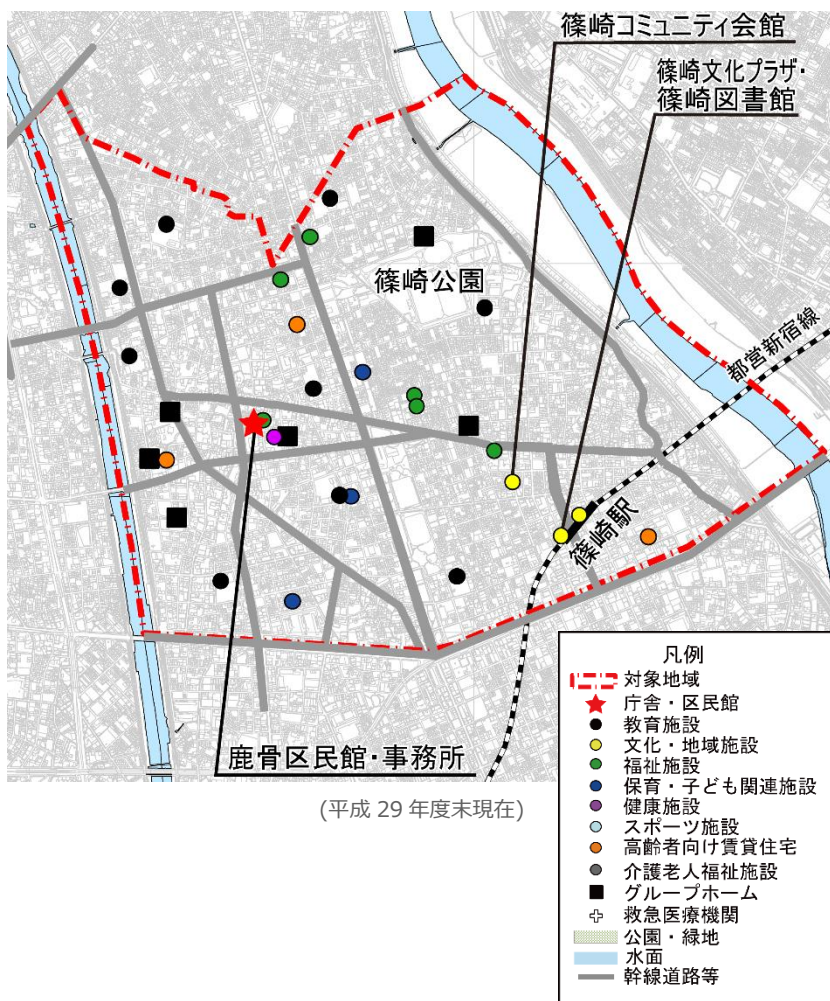 篠崎コミュニティ会館
篠崎文化プラザ・
篠崎図書館
篠崎公園
都営新宿線
篠崎駅
鹿骨区民館・事務所
(平成 29 年度末現在)
凡例
対象地域
庁舎・区民館
教育施設
文化・地域施設
福祉施設
保育・子ども関連施設
健康施設
スポーツ施設
高齢者向け賃貸住宅
介護老人福祉施設
グループホーム
救急医療機関
公園・緑地
水面
幹線道路等